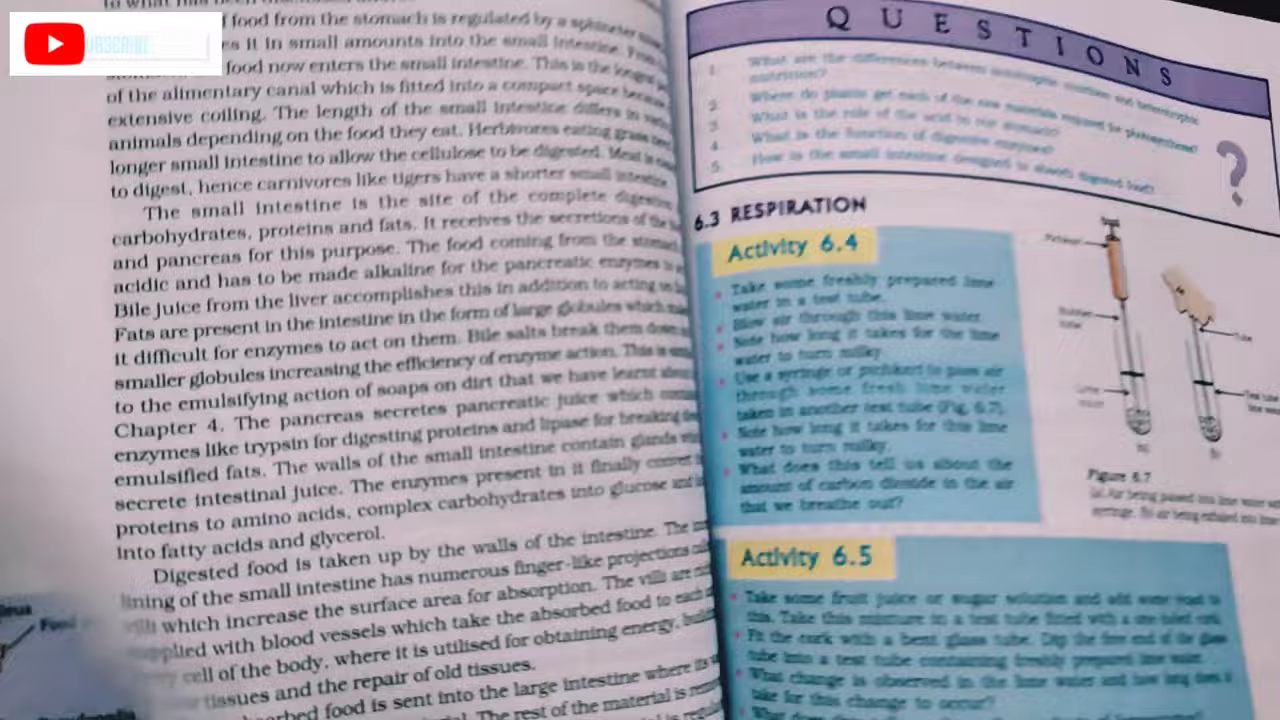 SUBSCRIBE
food from the stomach is regulated by a sphincter
it in small amounts into the small intestine.
food now enters the small intestine. This is the longest
of the alimentary canal which is fitted into a compact space because
extensive coiling. The length of the small intestine differs in
animals depending on the food they eat. Herbivores eating grass
longer small intestine to allow the cellulose to be digested. Meat is
to digest, hence carnivores like tigers have a shorter small intestine.
The small intestine is the site of the complete digestion
carbohydrates, proteins and fats. It receives the secretions of the
and pancreas for this purpose. The food coming from the stomach
acidic and has to be made alkaline for the pancreatic enzymes to
Bile juice from the liver accomplishes this in addition to acting on
Fats are present in the intestine in the form of large globules which
it difficult for enzymes to act on them. Bile salts break them down
smaller globules increasing the efficiency of enzyme action. This is
to the emulsifying action of soaps on dirt that we have learnt about
Chapter 4. The pancreas secretes pancreatic juice which
enzymes like trypsin for digesting proteins and lipase for breaking
emulsified fats. The walls of the small intestine contain glands
secrete intestinal juice. The enzymes present in it finally convert
proteins to amino acids, complex carbohydrates into glucose and
into fatty acids and glycerol.
Digested food is taken up by the walls of the intestine. The
lining of the small intestine has numerous finger-like projections
villi which increase the surface area for absorption. The villi are
supplied with blood vessels which take the absorbed food to each
cell of the body, where it is utilised for obtaining energy,
tissues and the repair of old tissues.
food is sent into the large intestine where its
The rest of the material is
QUESTIONS
1. What are the differences between autotrophic nutrition and heterotrophic
nutrition?
2. Where do plants get each of the raw materials required for photosynthesis?
3. What is the role of the acid in our stomach?
4. What is the function of digestive enzymes?
5. How is the small intestine designed to absorb digested food?
?
6.3 RESPIRATION
Activity 6.4
Take some freshly prepared lime
water in a test tube.
Blow air through this lime water.
Note how long it takes for the lime
water to turn milky.
Use a syringe or pichkari to pass air
through some fresh lime water
taken in another test tube (Fig. 6.7).
Note how long it takes for this lime
water to turn milky.
What does this tell us about the
amount of carbon dioxide in the air
that we breathe out?
Tube
Figure 6.7
(a) Air being passed into lime water
syringe, (b) air being exhaled into lime
Activity 6.5
Take some fruit juice or sugar solution and add some yeast to
this. Take this mixture in a test tube fitted with a one-holed cork.
Fit the cork with a bent glass tube. Dip the free end of the glass
tube into a test tube containing freshly prepared lime water.
What change is observed in the lime water and how long does it
take for this change to occur?